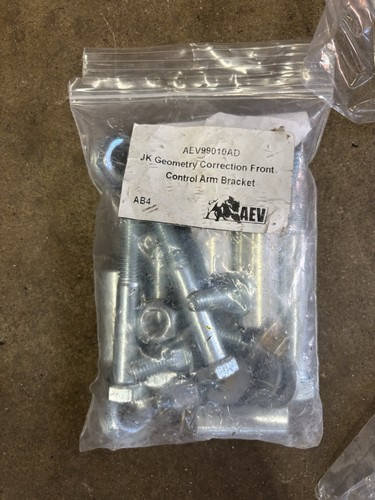 AEV99010AD
JK Geometry Correction Front
Control Arm Bracket
AB4
AEV